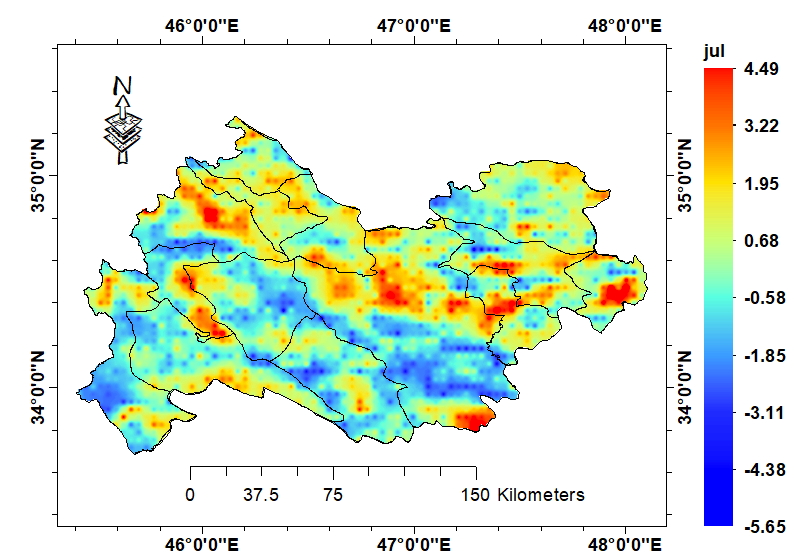 46°0'0"E 47°0'0"E 48°0'0"E
jul
N
35°0'0"N 35°0'0"N
34°0'0"N 34°0'0"N
4.49
3.22
1.95
0.68
-0.58
-1.85
-3.11
-4.38
-5.65
0 37.5 75 150 Kilometers
46°0'0"E 47°0'0"E 48°0'0"E